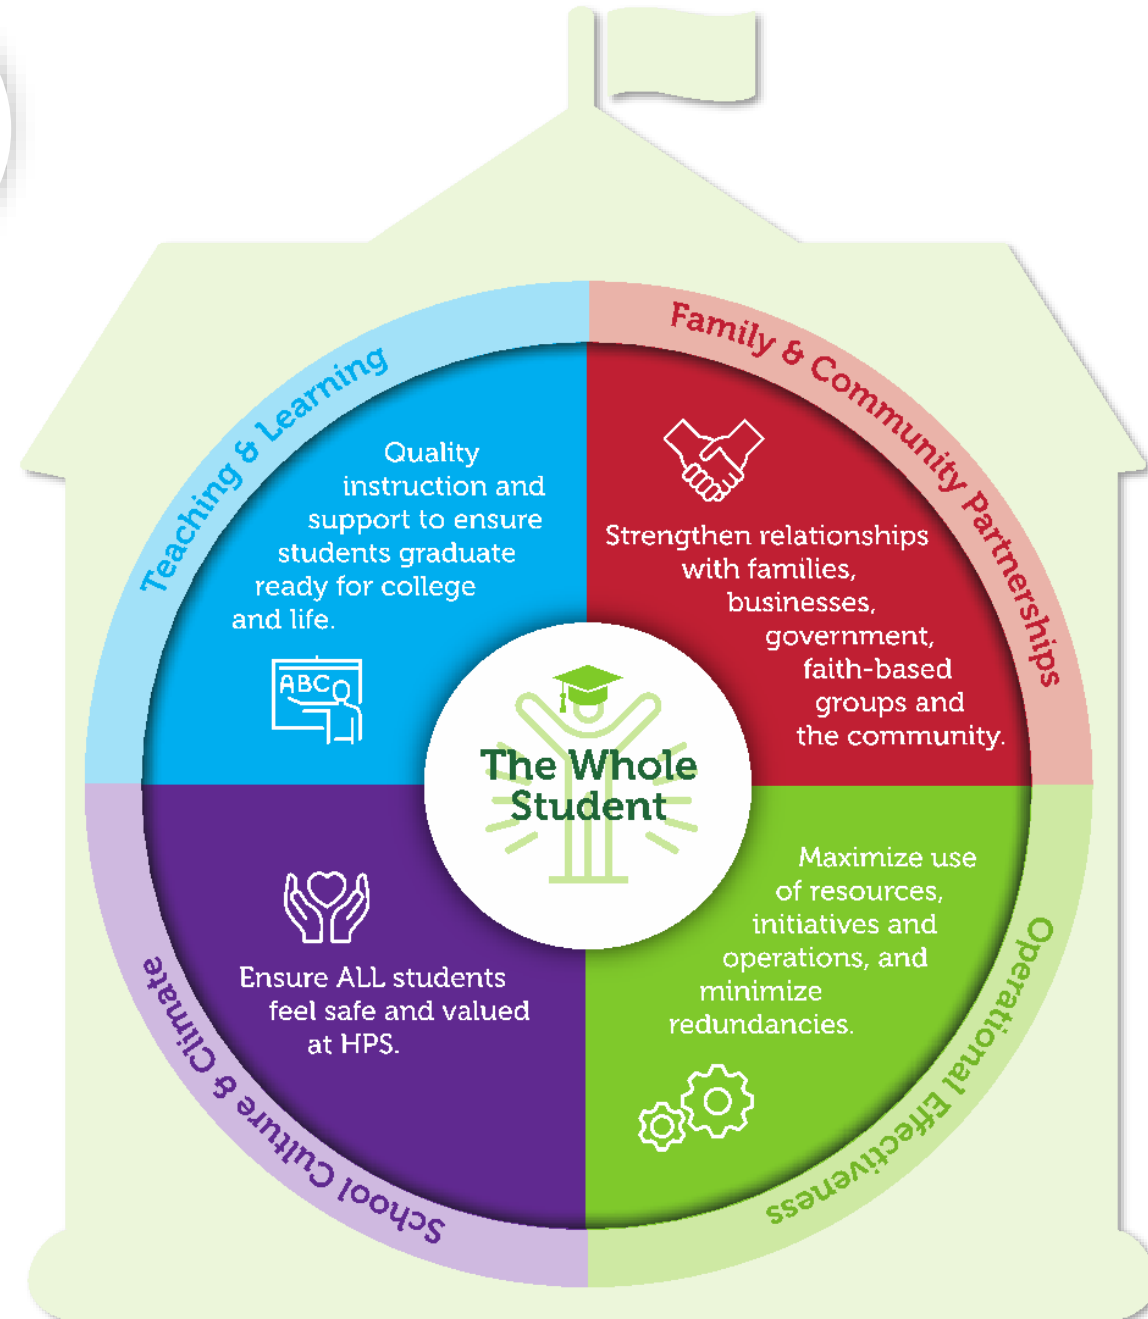 Teaching & Learning
Quality
instruction and
support to ensure
students graduate
ready for college
and life.
ABC
Family & Community Partnerships
Strengthen relationships
with families,
businesses,
government,
faith-based
groups and
the community.
The Whole
Student
School Culture & Climate
Ensure ALL students
feel safe and valued
at HPS.
Operational Effectiveness
Maximize use
of resources,
initiatives and
operations, and
minimize
redundancies.